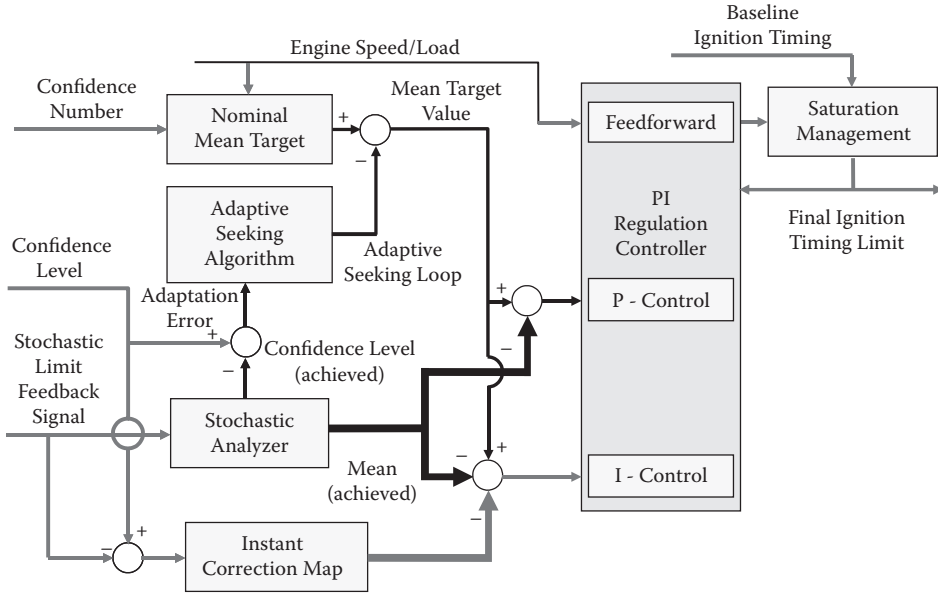 Baseline
Ignition Timing
Engine Speed/Load
Confidence
Number
Mean Target
Value
Nominal
Mean Target
+
−
Feedforward
Saturation
Management
Adaptive
Seeking
Algorithm
PI
Regulation
Controller
Final Ignition
Timing Limit
Confidence
Level
Adaptive
Seeking Loop
Adaptation
Error
+
−
+
−
P - Control
Stochastic
Limit
Feedback
Signal
Confidence Level
(achieved)
Stochastic
Analyzer
Mean
(achieved)
−
+
−
I - Control
+
−
Instant
Correction Map